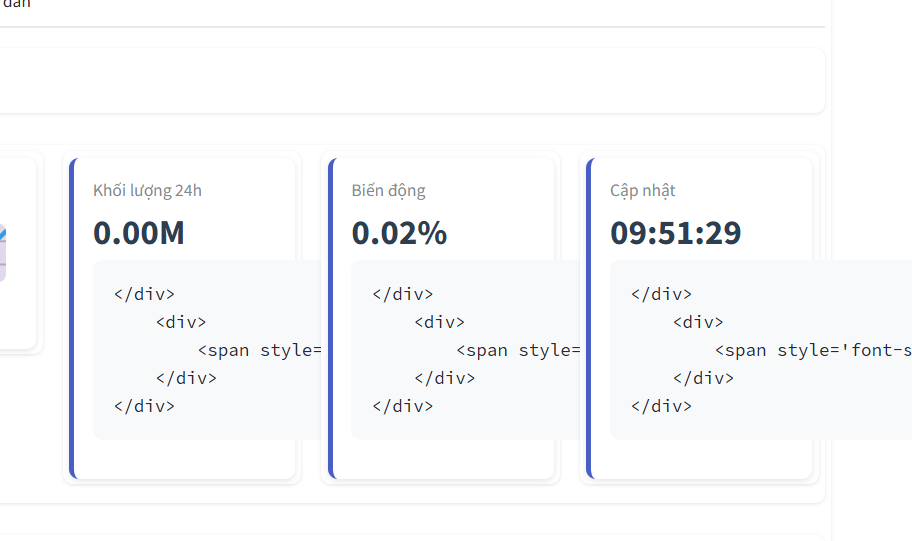 dẫn
Khối lượng 24h
0.00M
</div>
<div>
<span style=
</div>
</div>
Biến động
0.02%
</div>
<div>
<span style=
</div>
</div>
Cập nhật
09:51:29
</div>
<div>
<span style='font-s
</div>
</div>